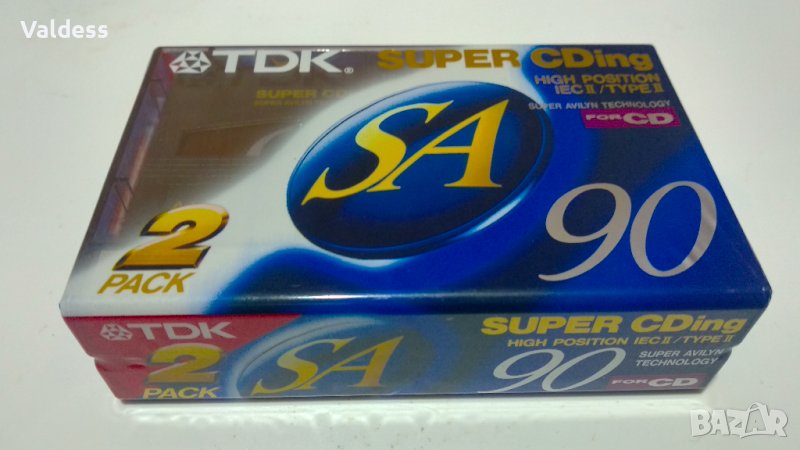 Valdess
TDK® SUPER CDing
HIGH POSITION
IEC II / TYPE II
SUPER AVILYN TECHNOLOGY
FOR CD
SUPER CD
SA
90
2
PACK
TDK
2
PACK
SA
90
SUPER CDing
HIGH POSITION IEC II / TYPE II
SUPER AVILYN
TECHNOLOGY
FOR CD
BAZAR